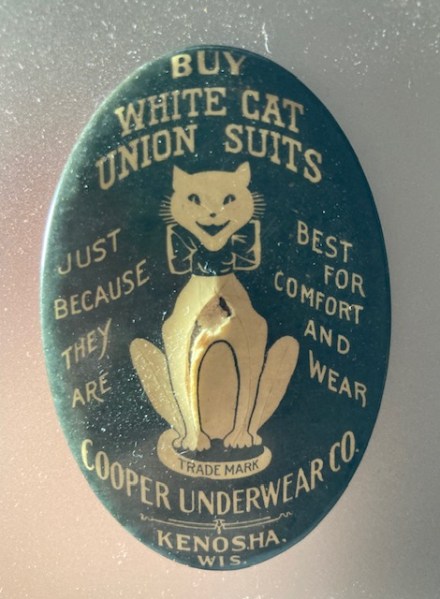 BUY
WHITE CAT
UNION SUITS
JUST
BECAUSE
THEY
ARE
BEST
FOR
COMFORT
AND
WEAR
TRADE MARK
COOPER UNDERWEAR CO.
KENOSHA.
WIS.